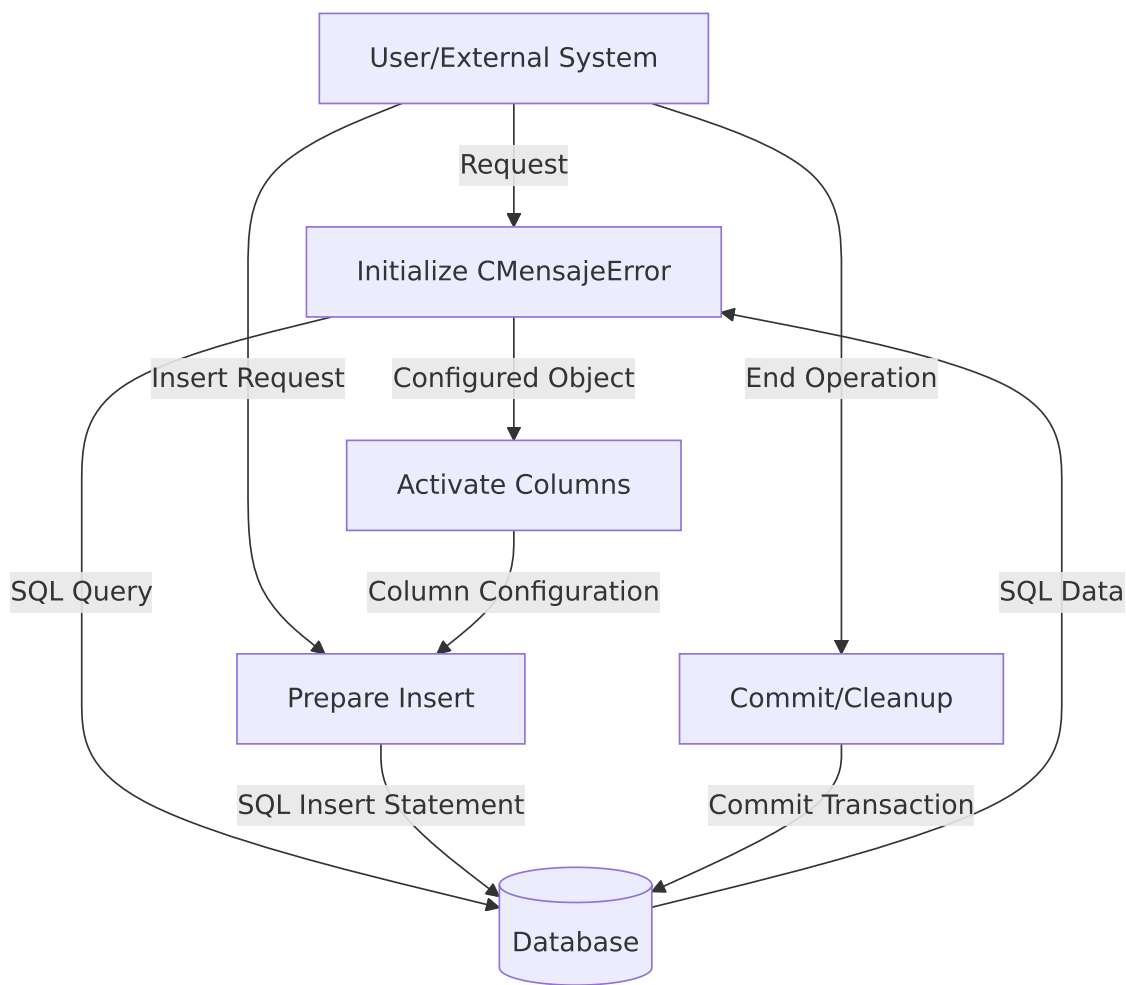 User/External System
Request
Initialize CMensajeError
Insert Request
Configured Object
End Operation
Activate Columns
SQL Query
Column Configuration
SQL Data
Prepare Insert
Commit/Cleanup
SQL Insert Statement
Commit Transaction
Database